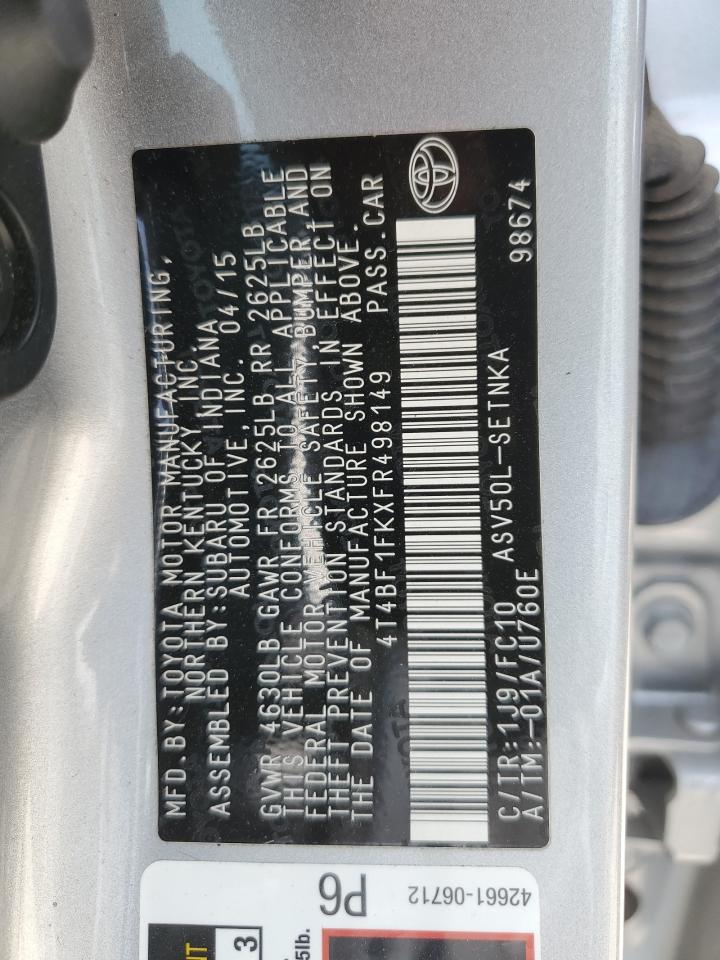 MFD.BY:TOYOTA MOTOR MANUFACTURING,
NORTHERN KENTUCKY, INC.
ASSEMBLED BY:SUBARU OF INDIANA
AUTOMOTIVE, INC. 04/15
GVWR 4630LB GAWR FR 2625LB RR 2625LB
THIS VEHICLE CONFORMS TO ALL APPLICABLE
FEDERAL MOTOR VEHICLE SAFETY, BUMPER, AND
THEFT PREVENTION STANDARDS IN EFFECT ON
THE DATE OF MANUFACTURE SHOWN ABOVE.
4T4BF1FKXFR498149 PASS.CAR
C/TR:1J9/FC10 ASV50L-SETNKA
A/TM:-01A/U760E 98674
P6
42661-06712
NT
3
5lb.